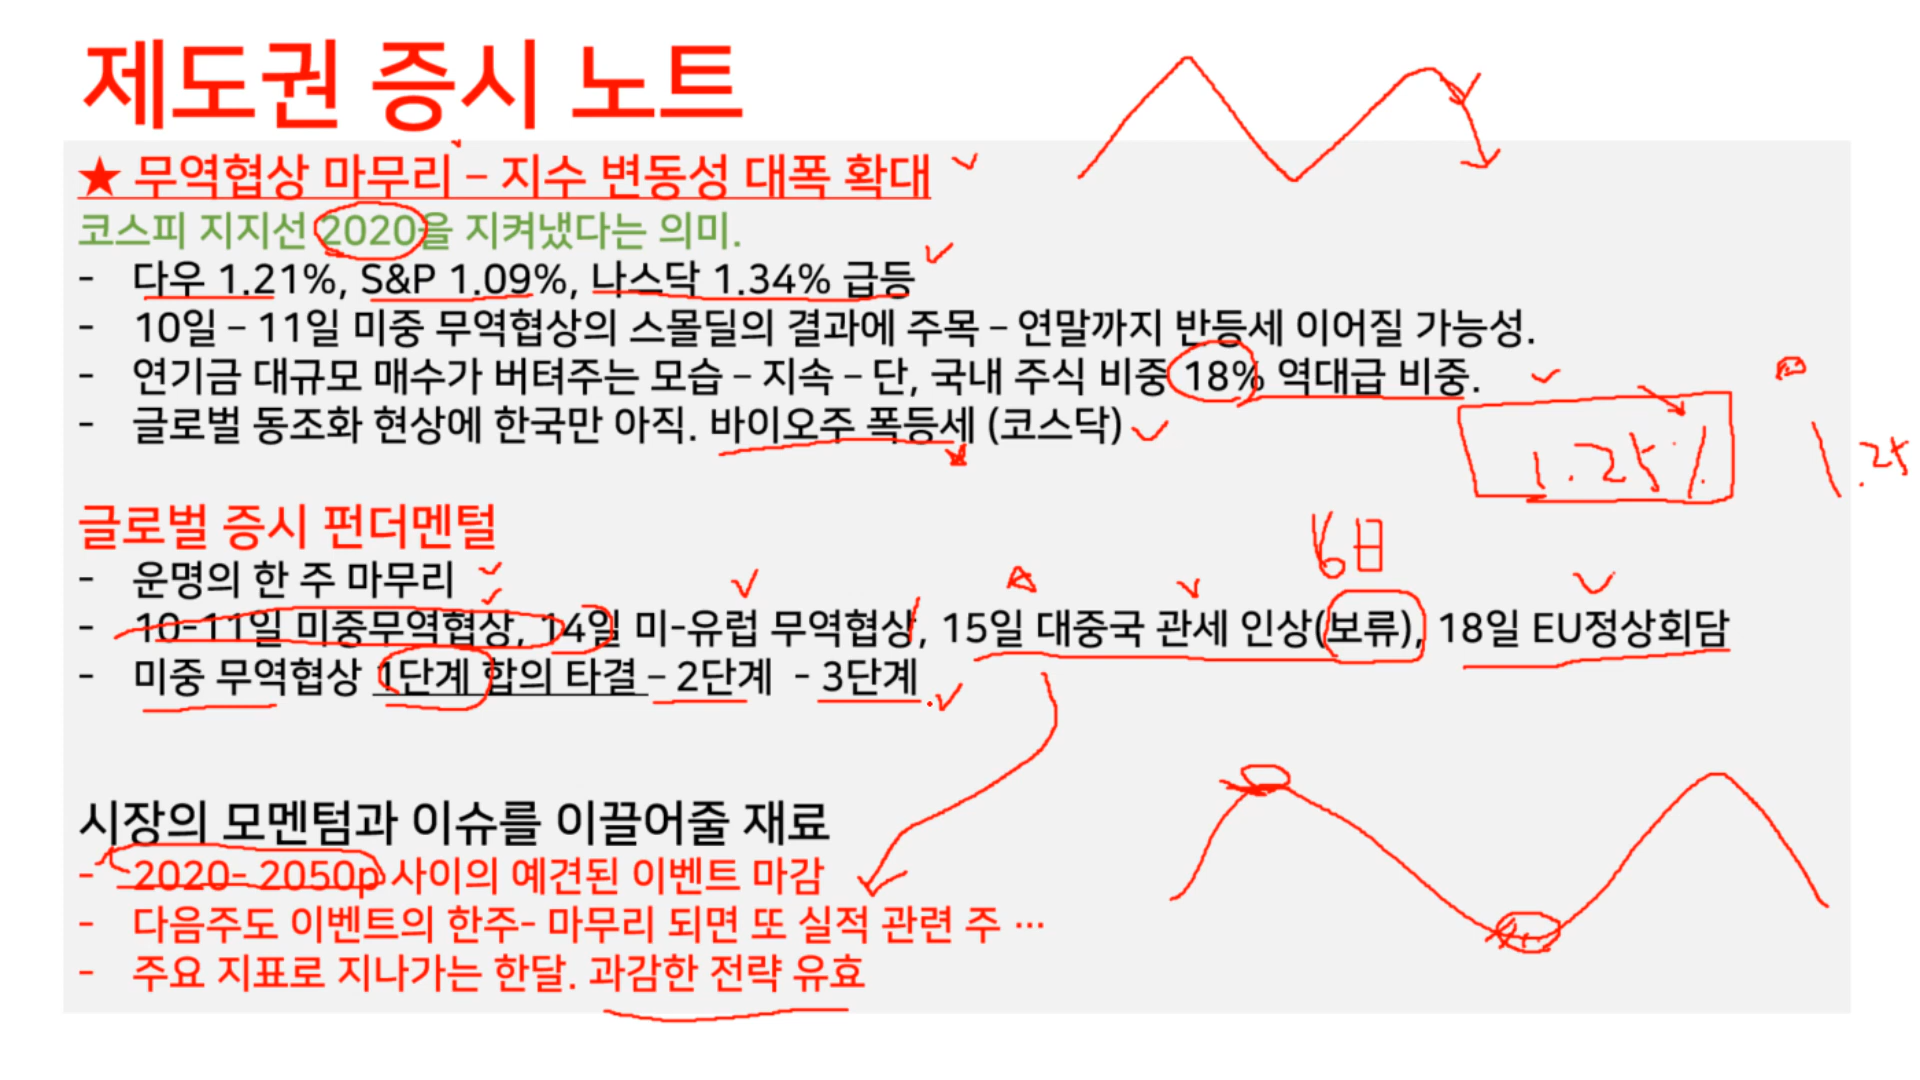 제도권 증시 노트
★ 무역협상 마무리 – 지수 변동성 대폭 확대
코스피 지지선 2020을 지켜냈다는 의미.
- 다우 1.21%, S&P 1.09%, 나스닥 1.34% 급등
- 10일 – 11일 미중 무역협상의 스몰딜의 결과에 주목 – 연말까지 반등세 이어질 가능성.
- 연기금 대규모 매수가 버텨주는 모습 – 지속 – 단, 국내 주식 비중 18% 역대급 비중.
- 글로벌 동조화 현상에 한국만 아직. 바이오주 폭등세 (코스닥)
1.25%
1.25
글로벌 증시 펀더멘털
- 운명의 한 주 마무리
- 10-11일 미중무역협상, 14일 미-유럽 무역협상, 15일 대중국 관세 인상(보류), 18일 EU정상회담
- 미중 무역협상 1단계 합의 타결 – 2단계 - 3단계
시장의 모멘텀과 이슈를 이끌어줄 재료
- 2020- 2050p 사이의 예견된 이벤트 마감
- 다음주도 이벤트의 한주- 마무리 되면 또 실적 관련 주 ···
- 주요 지표로 지나가는 한달. 과감한 전략 유효